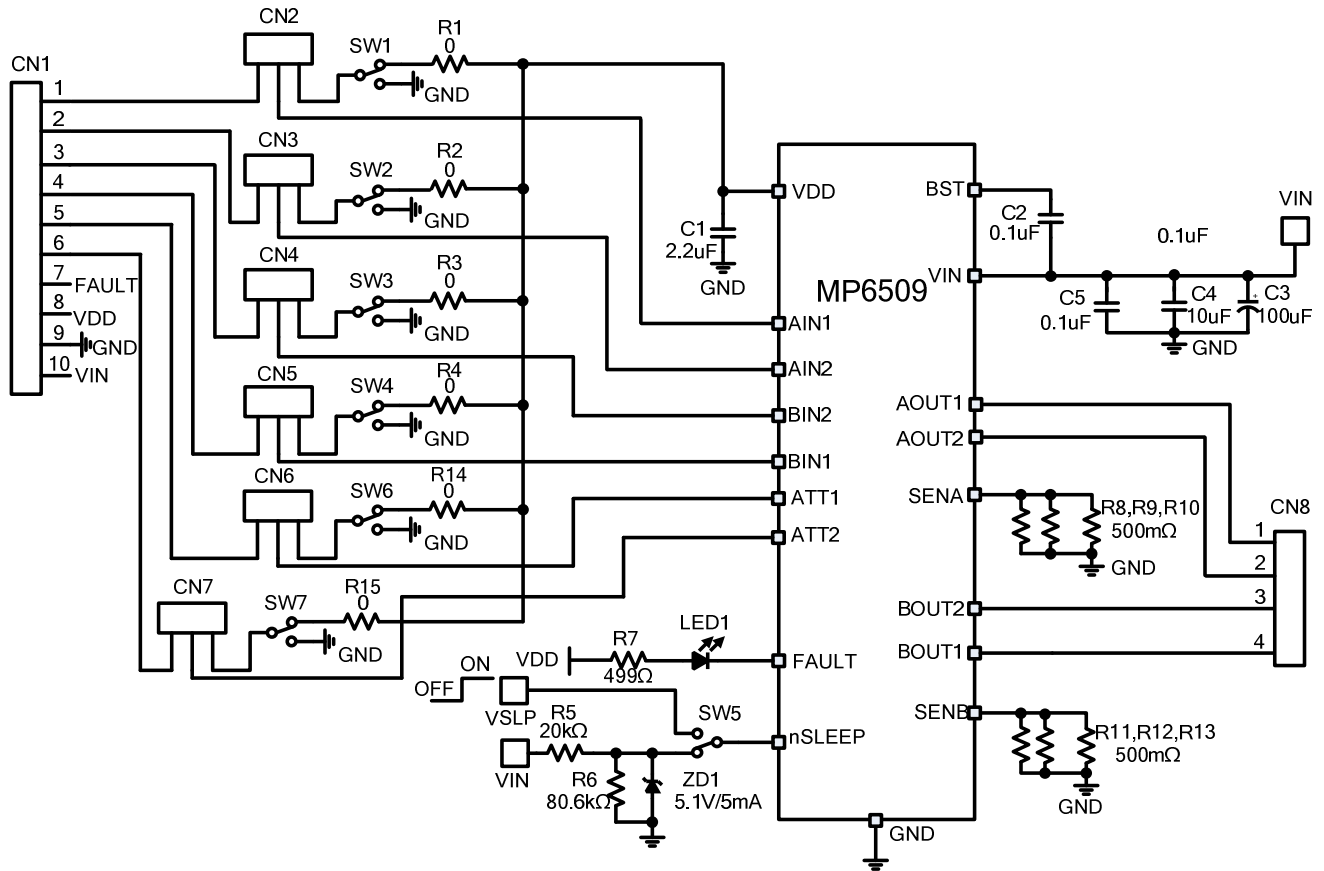 CN1
1
2
3
4
5
6
7
FAULT
8
VDD
9
GND
10
VIN
CN2
SW1
R1
0
GND
CN3
SW2
R2
0
GND
CN4
SW3
R3
0
GND
CN5
SW4
R4
0
GND
CN6
SW6
R14
0
GND
CN7
SW7
R15
0
GND
C1
2.2uF
GND
VDD
R7
499Ω
LED1
ON
OFF
VSLP
VIN
R5
20kΩ
R6
80.6kΩ
ZD1
5.1V/5mA
SW5
MP6509
VDD
AIN1
AIN2
BIN2
BIN1
ATT1
ATT2
FAULT
nSLEEP
BST
VIN
AOUT1
AOUT2
SENA
BOUT2
BOUT1
SENB
GND
C2
0.1uF
0.1uF
VIN
C5
0.1uF
C4
10uF
+
C3
100uF
GND
R8,R9,R10
500mΩ
GND
CN8
1
2
3
4
R11,R12,R13
500mΩ
GND